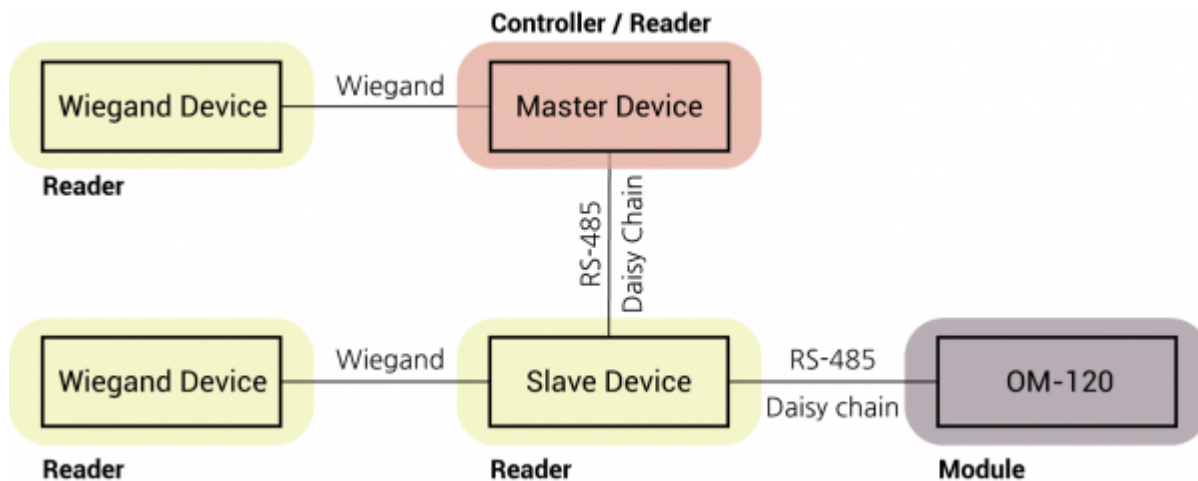 Controller / Reader
Wiegand Device
Wiegand
Master Device
Reader
RS-485
Daisy Chain
Wiegand Device
Wiegand
Slave Device
RS-485
Daisy chain
OM-120
Reader
Reader
Module